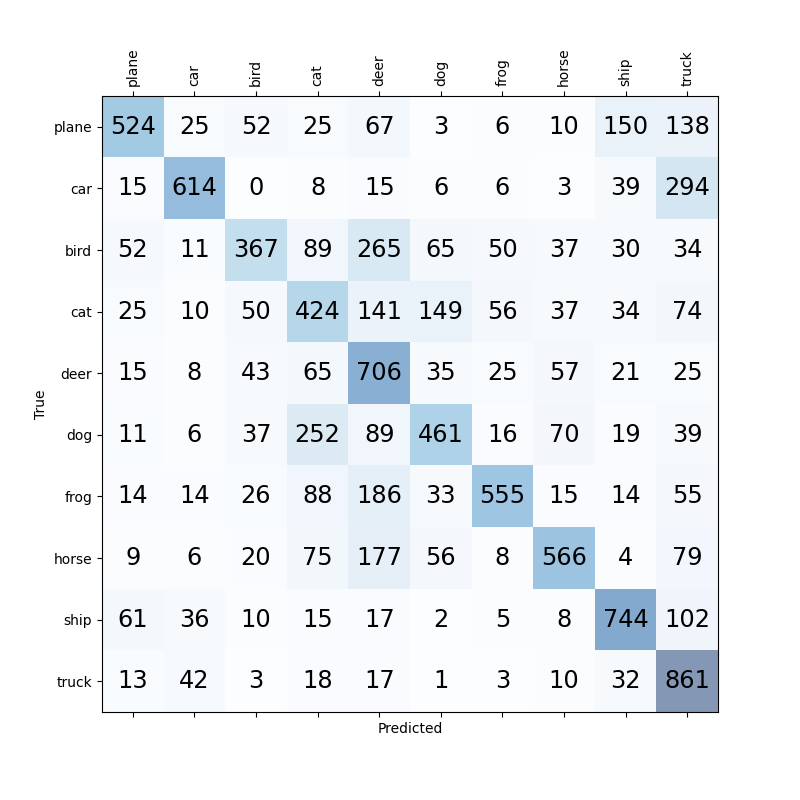 plane car bird cat deer dog frog horse ship truck
plane 524 25 52 25 67 3 6 10 150 138
car 15 614 0 8 15 6 6 3 39 294
bird 52 11 367 89 265 65 50 37 30 34
cat 25 10 50 424 141 149 56 37 34 74
deer 15 8 43 65 706 35 25 57 21 25
True
dog 11 6 37 252 89 461 16 70 19 39
frog 14 14 26 88 186 33 555 15 14 55
horse 9 6 20 75 177 56 8 566 4 79
ship 61 36 10 15 17 2 5 8 744 102
truck 13 42 3 18 17 1 3 10 32 861
Predicted